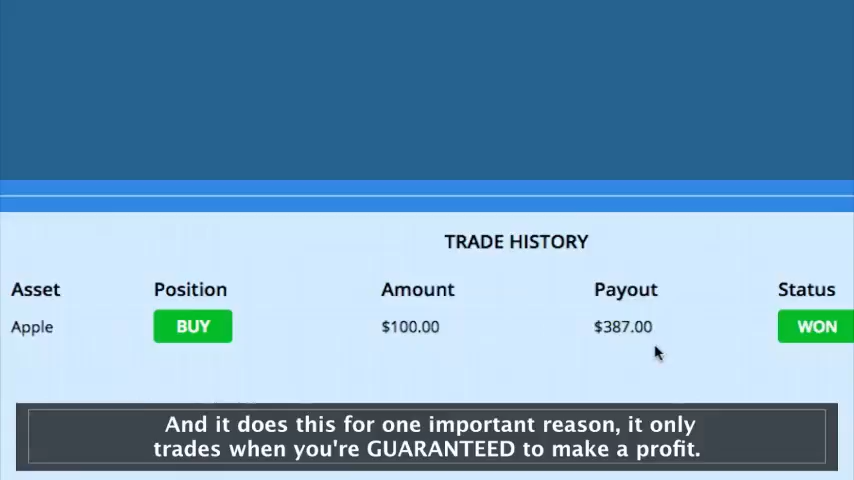 TRADE HISTORY
Asset Position Amount Payout Status
Apple BUY $100.00 $387.00 WON
And it does this for one important reason, it only
trades when you're GUARANTEED to make a profit.